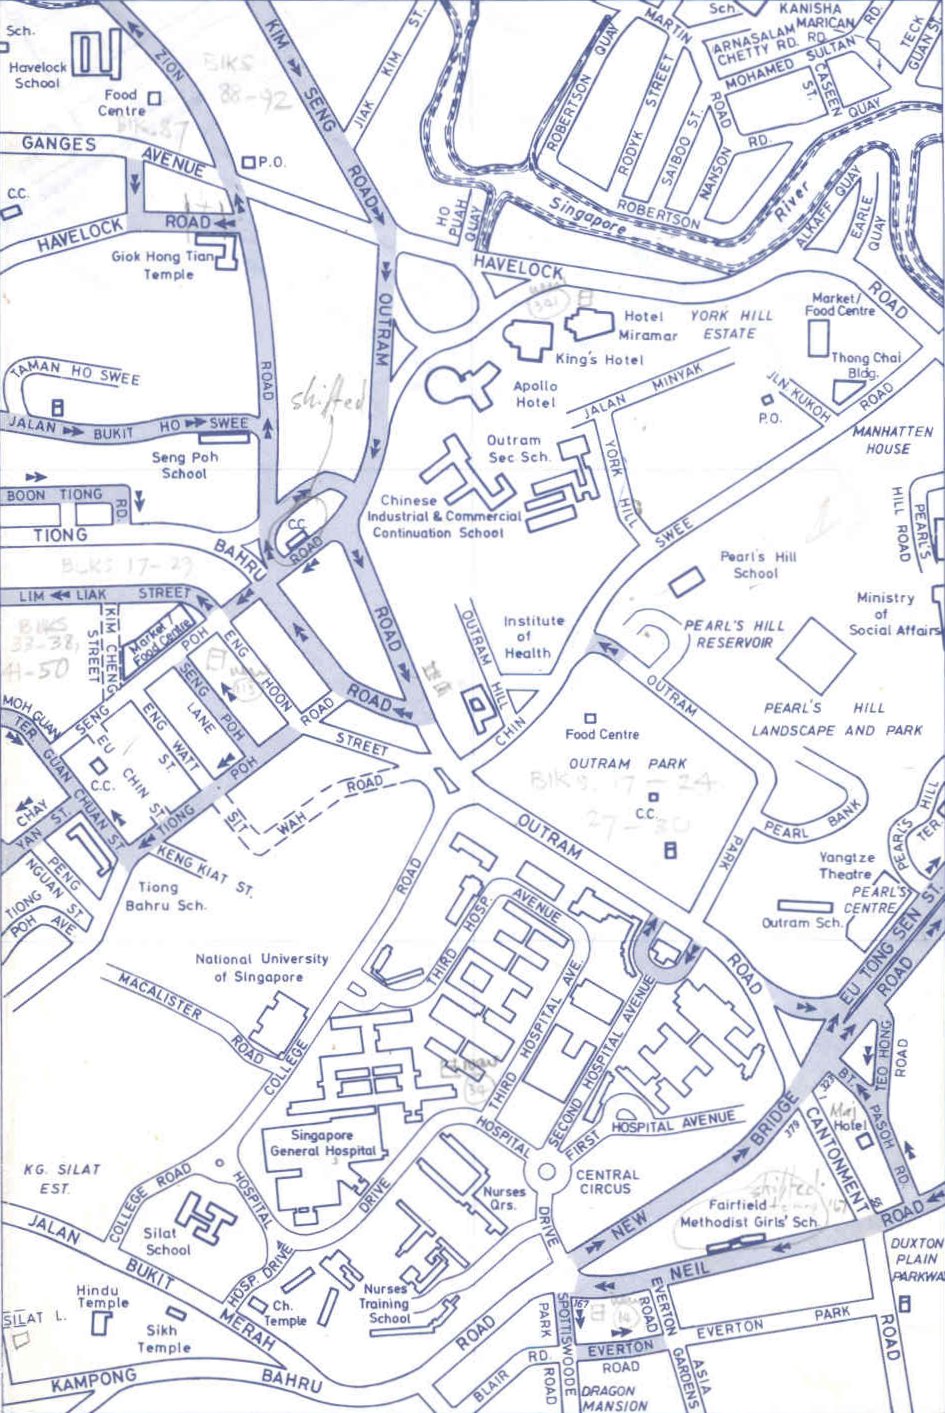 Sch.
Havelock
School
Food
Centre
ZION
BlKS
88-92
blk.87
KIM SENG ROAD
JIAK KIM ST.
ROBERTSON QUAY
MARTIN ROAD
Sch.
KANISHA
MARICAN RD.
ARNASALAM
CHETTY RD.
MOHAMED SULTAN RD.
CASEEN ST.
TECK GUAN ST
QUAY
RODYK STREET
SAIBOO ST.
NANSON RD.
ROBERTSON
Singapore River
ALKAFF QUAY
EARLE QUAY
GANGES AVENUE
P.O.
C.C.
HAVELOCK ROAD
Giok Hong Tian
Temple
HO PUAH QUAY
HAVELOCK ROAD
OUTRAM
Hotel
Miramar
King's Hotel
YORK HILL
ESTATE
Market/
Food Centre
Thong Chai
Bldg.
TAMAN HO SWEE
ROAD
shifted
Apollo
Hotel
JALAN MINYAK
JLN KUKOH
P.O.
ROAD
MANHATTEN
HOUSE
JALAN BUKIT HO SWEE
Seng Poh
School
Outram
Sec Sch.
YORK HILL
SWEE
BOON TIONG RD.
Chinese
Industrial & Commercial
Continuation School
PEARL'S
HILL ROAD
C.C.
ROAD
TIONG BAHRU
BLKS 17-23
Pearl's Hill
School
Ministry
of
Social Affairs
LIM LIAK STREET
KIM CHENG STREET
BlKS
33-38,
41-50
Market
Food Centre
SENG POH
ENG HOON
ROAD
OUTRAM HILL
Institute
of
Health
PEARL'S HILL
RESERVOIR
OUTRAM
MOH GUAN TER
SENG POH LANE
ENG WATT ST.
ROAD
STREET
CHIN
Food Centre
PEARL'S HILL
LANDSCAPE AND PARK
OUTRAM PARK
BlKS. 17-24
27-30
C.C.
GUAN CHUAN ST
EU CHIN ST.
C.C.
TIONG POH
SIT WAH ROAD
CHAY YAN ST.
PEARL BANK
PEARL'S HILL TER.
OUTRAM
PARK
KENG KIAT ST.
PENG NGUAN ST.
TIONG POH AVE
Tiong
Bahru Sch.
Yangtze
Theatre
PEARL'S
CENTRE
Outram Sch.
ROAD
THIRD HOSP. AVENUE
EU TONG SEN ST.
ROAD
National University
of Singapore
MACALISTER ROAD
COLLEGE
THIRD HOSPITAL AVE.
SECOND HOSPITAL AVENUE
ROAD
TEO HONG ROAD
BT. PASOH RD.
Singapore
General Hospital
HOSPITAL
FIRST HOSPITAL AVENUE
BRIDGE
CANTONMENT
323
379
Maj.
Hotel
KG. SILAT
EST.
COLLEGE ROAD
HOSPITAL DRIVE
Nurses
Qrs.
CENTRAL
CIRCUS
shifted
Fairfield
Methodist Girls' Sch.
ROAD
JALAN BUKIT MERAH
Silat
School
HOSP. DRIVE
DRIVE
NEW
NEIL
DUXTON
PLAIN
PARKWAY
Hindu
Temple
SILAT L.
Sikh
Temple
Ch.
Temple
Nurses'
Training
School
ROAD
PARK ROAD
SPOTTISWODE
167
EVERTON ROAD
EVERTON PARK
ROAD
EVERTON
ROAD
KAMPONG BAHRU
BLAIR RD.
DRAGON
MANSION
ASIA GARDENS